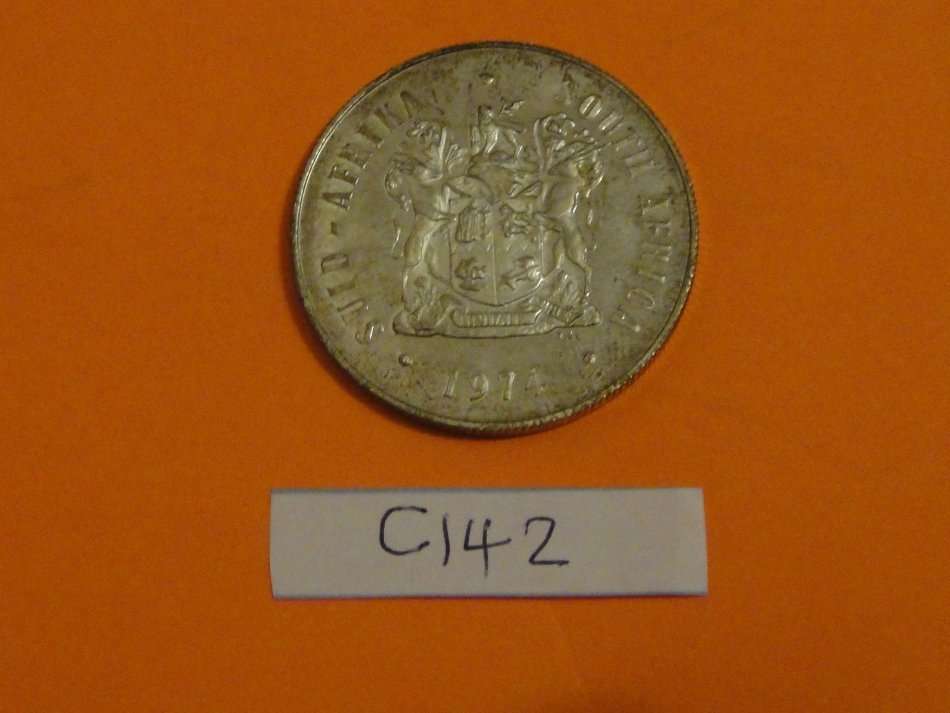 SUID-AFRIKA · SOUTH AFRICA
· 1974 ·
C142